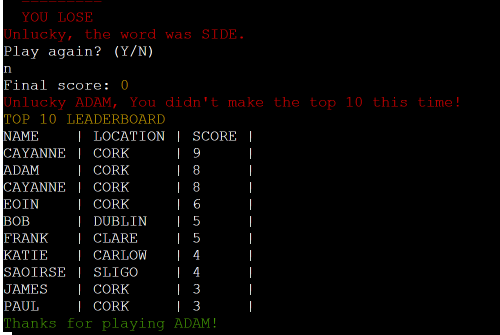 YOU LOSE
Unlucky, the word was SIDE.
Play again? (Y/N)
n
Final score: 0
Unlucky ADAM, You didn't make the top 10 this time!
TOP 10 LEADERBOARD
NAME | LOCATION | SCORE |
CAYANNE | CORK | 9 |
ADAM | CORK | 8 |
CAYANNE | CORK | 8 |
EOIN | CORK | 6 |
BOB | DUBLIN | 5 |
FRANK | CLARE | 5 |
KATIE | CARLOW | 4 |
SAOIRSE | SLIGO | 4 |
JAMES | CORK | 3 |
PAUL | CORK | 3 |
Thanks for playing ADAM!